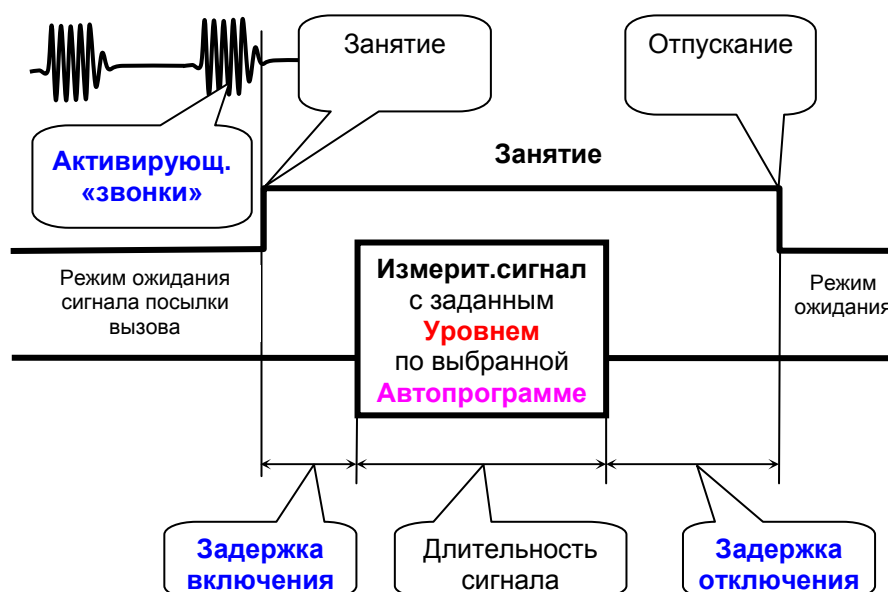 Занятие
Отпускание
Активирующ.
«звонки»
Занятие
Режим ожидания
сигнала посылки
вызова
Измерит.сигнал
с заданным
Уровнем
по выбранной
Автопрограмме
Режим
ожидания
Задержка
включения
Длительность
сигнала
Задержка
отключения